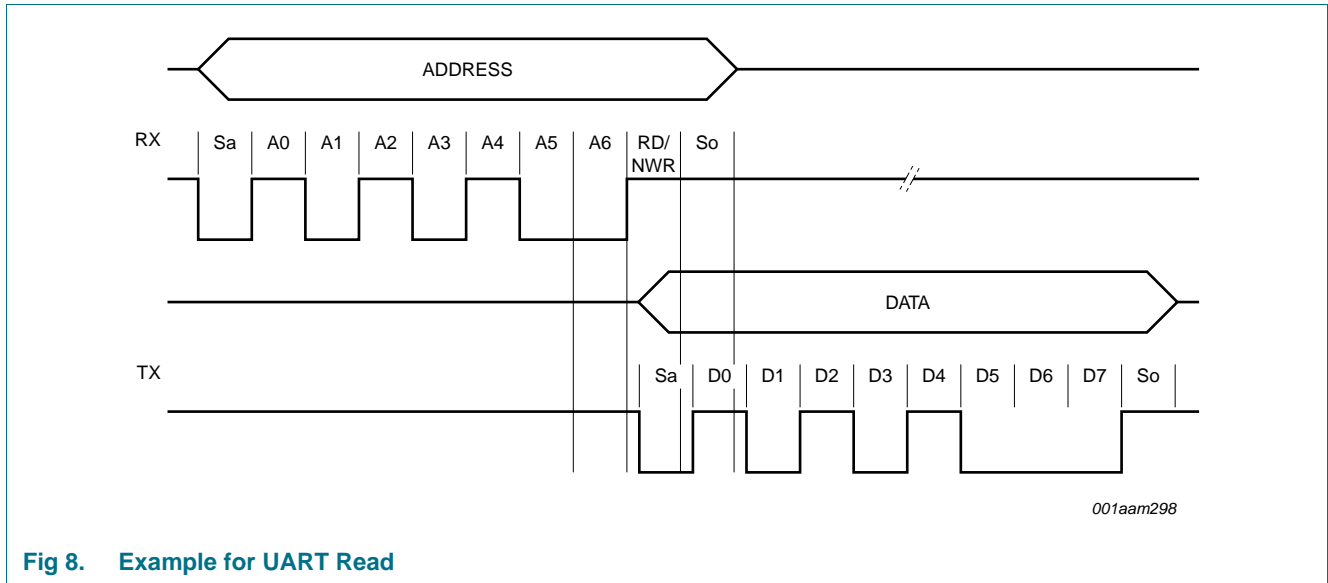 ADDRESS
RX Sa A0 A1 A2 A3 A4 A5 A6 RD/ So
NWR
DATA
TX Sa D0 D1 D2 D3 D4 D5 D6 D7 So
001aam298
Fig 8. Example for UART Read